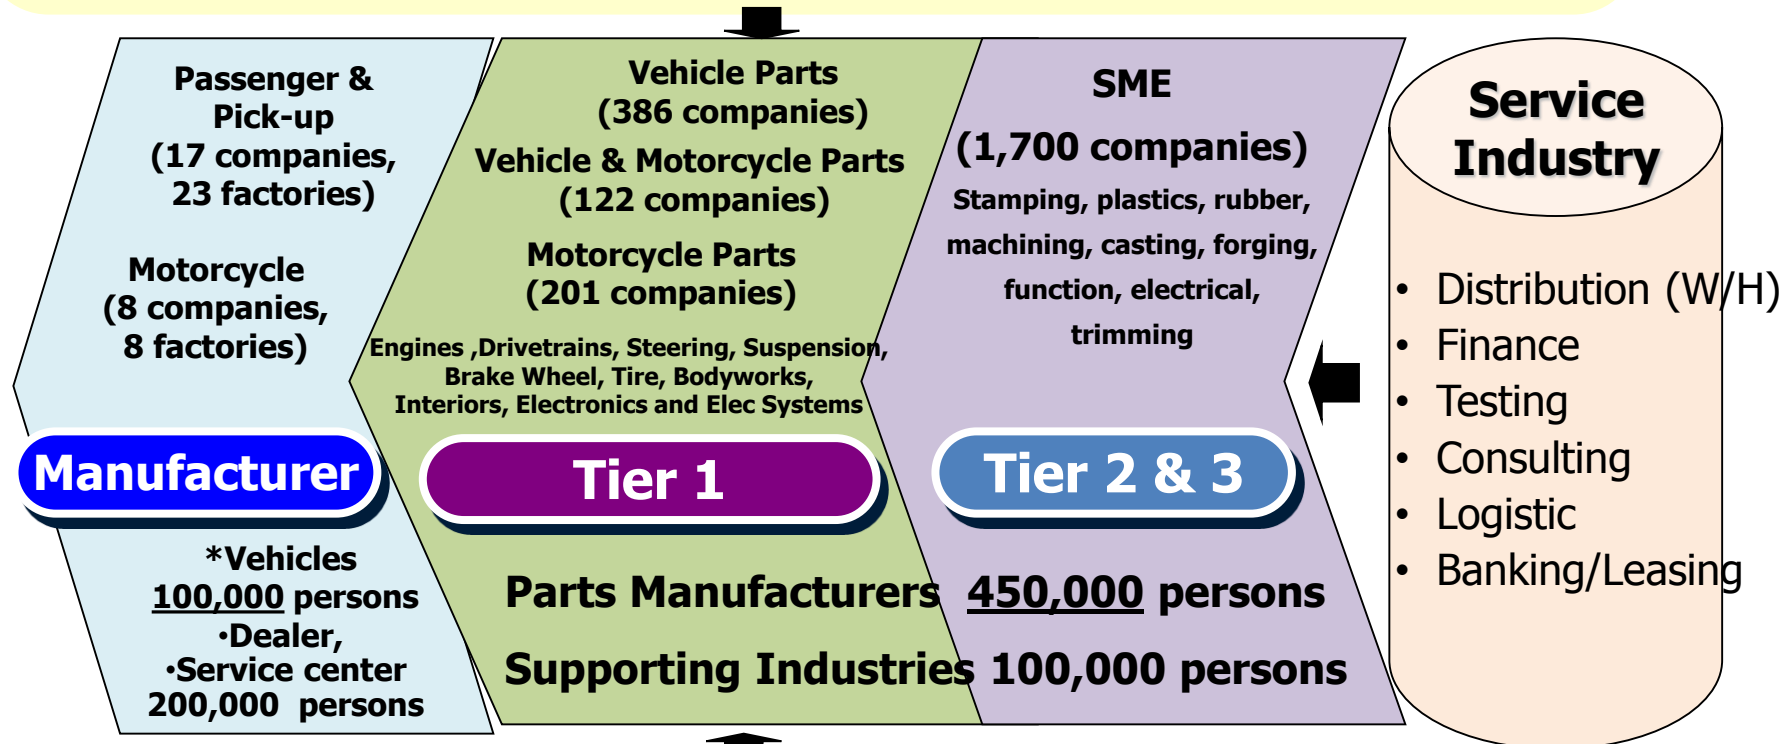 Passenger &
Pick-up
(17 companies,
23 factories)
Motorcycle
(8 companies,
8 factories)
Manufacturer
*Vehicles
100,000 persons
•Dealer,
•Service center
200,000 persons
Vehicle Parts
(386 companies)
Vehicle & Motorcycle Parts
(122 companies)
Motorcycle Parts
(201 companies)
Engines ,Drivetrains, Steering, Suspension,
Brake Wheel, Tire, Bodyworks,
Interiors, Electronics and Elec Systems
Tier 1
SME
(1,700 companies)
Stamping, plastics, rubber,
machining, casting, forging,
function, electrical,
trimming
Tier 2 & 3
Parts Manufacturers 450,000 persons
Supporting Industries 100,000 persons
Service
Industry
• Distribution (W/H)
• Finance
• Testing
• Consulting
• Logistic
• Banking/Leasing